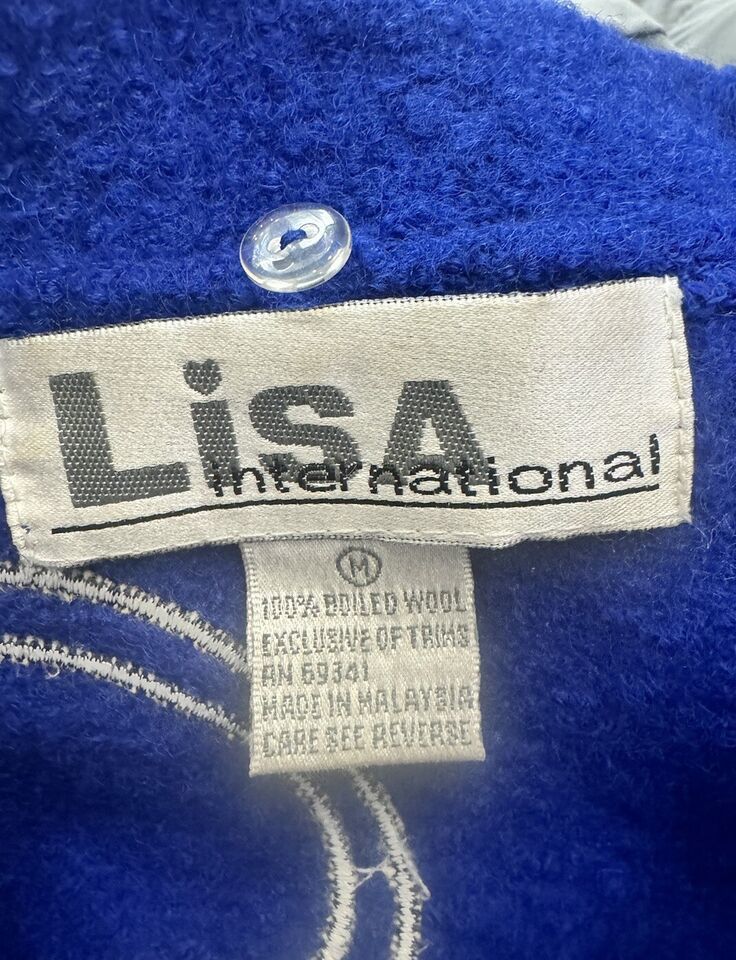 LiSA
international
M
100% BOILED WOOL
EXCLUSIVE OF TRIMS
RN 69341
MADE IN MALAYSIA
CARE SEE REVERSE